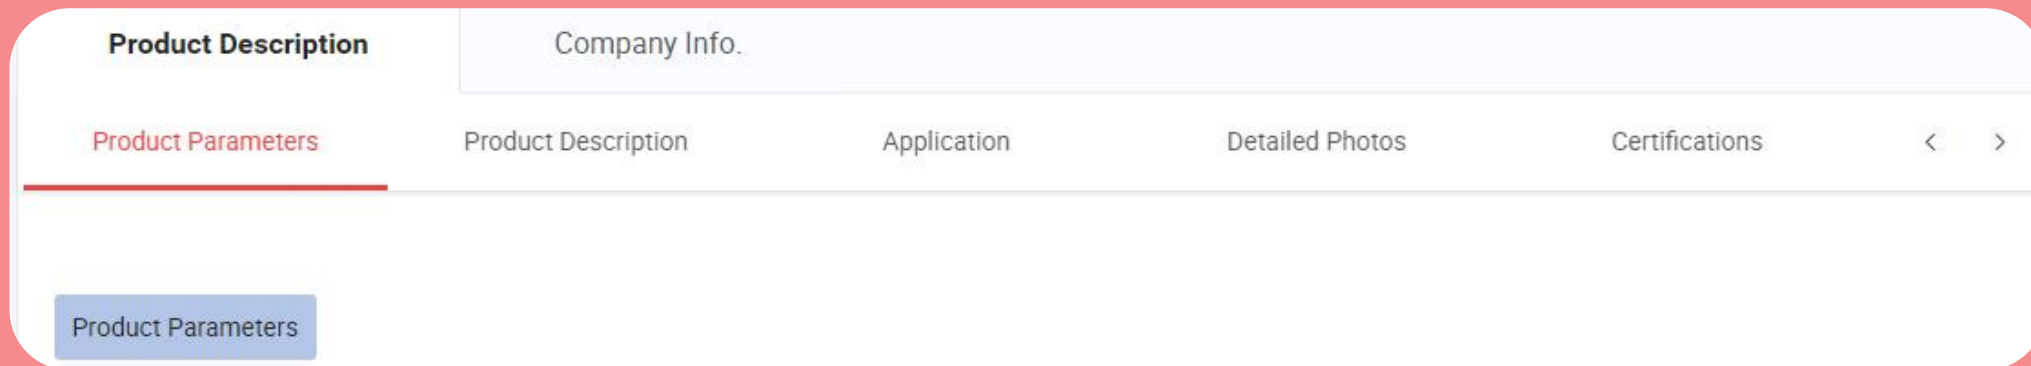 Product Description Company Info.
Product Parameters Product Description Application Detailed Photos Certifications < >
Product Parameters